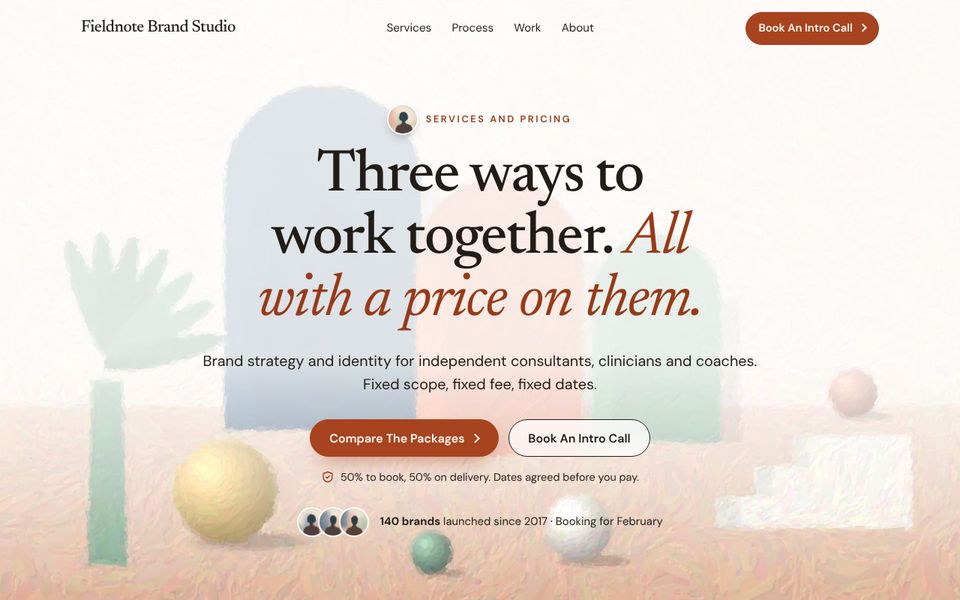 Fieldnote Brand Studio
Services
Process
Work
About
Book An Intro Call
SERVICES AND PRICING
Three ways to
work together. All
with a price on them.
Brand strategy and identity for independent consultants, clinicians and coaches.
Fixed scope, fixed fee, fixed dates.
Compare The Packages
Book An Intro Call
50% to book, 50% on delivery. Dates agreed before you pay.
140 brands launched since 2017 · Booking for February